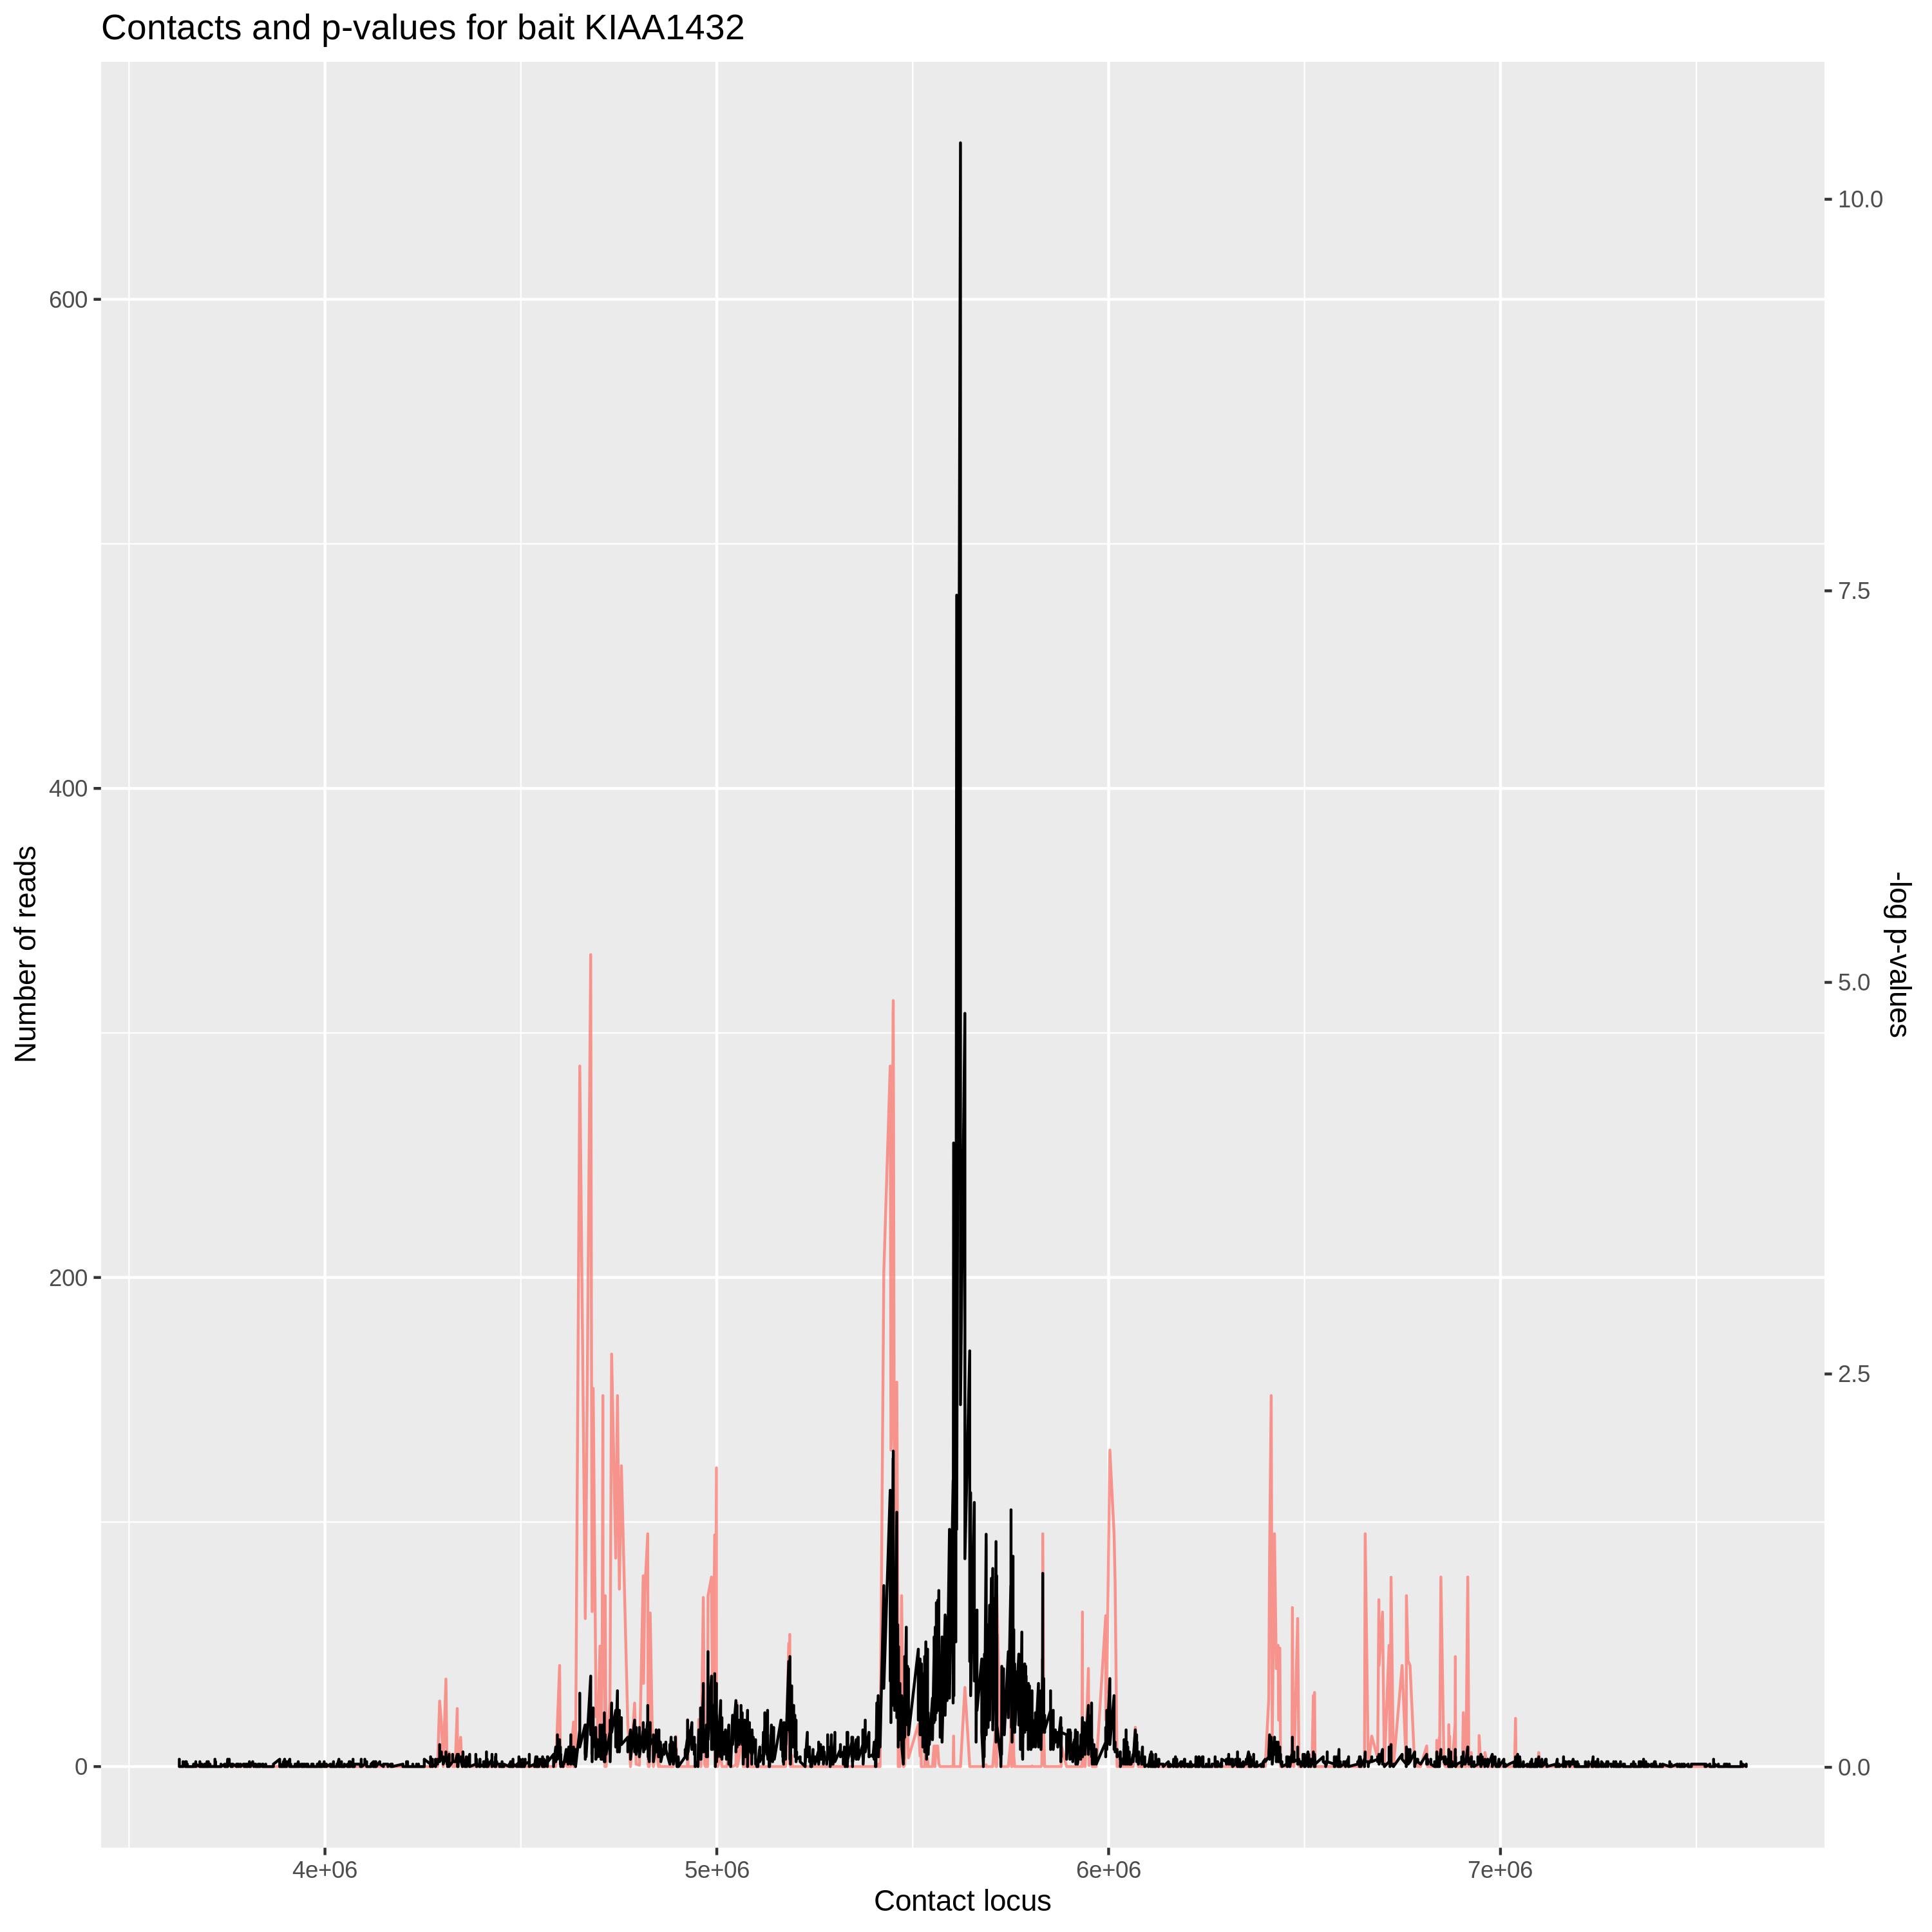 Contacts and p-values for bait KIAA1432
Number of reads
600
400
200
0
10.0
7.5
5.0
2.5
0.0
-log p-values
4e+06
5e+06
6e+06
7e+06
Contact locus